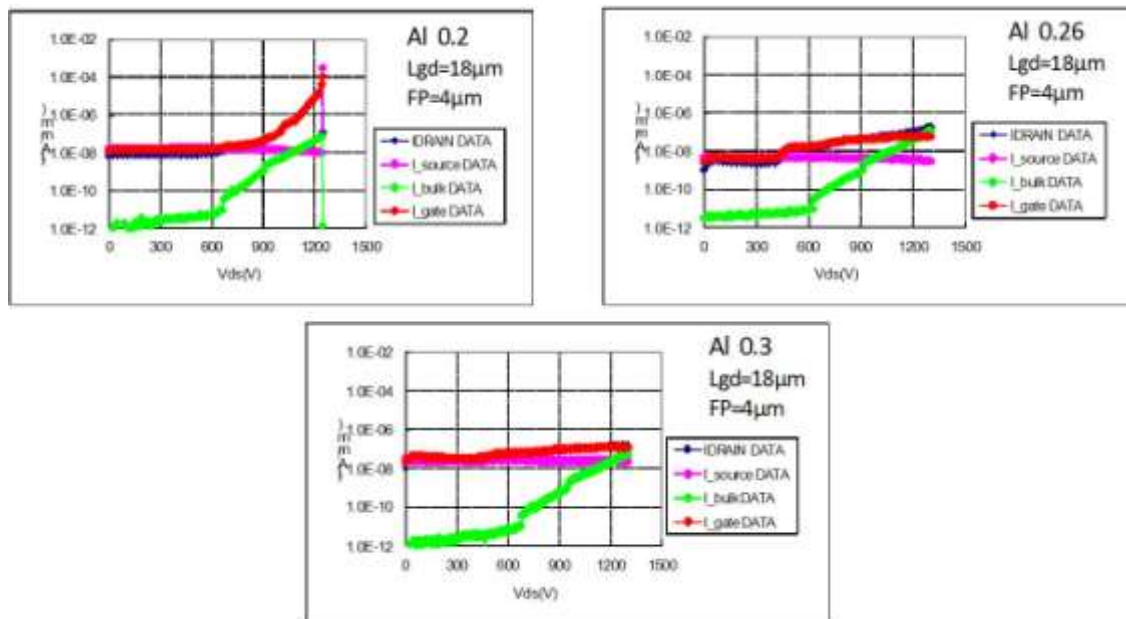 Al 0.2
Lgd=18μm
FP=4μm
1.0E-02
1.0E-04
1.0E-06
1.0E-08
1.0E-10
1.0E-12
0 300 600 900 1200 1500
Vds(V)
IDRAIN DATA
I_source DATA
I_bulk DATA
I_gate DATA
Al 0.26
Lgd=18μm
FP=4μm
1.0E-02
1.0E-04
1.0E-06
1.0E-08
1.0E-10
1.0E-12
0 300 600 900 1200 1500
Vds(V)
IDRAIN DATA
I_source DATA
I_bulk DATA
I_gate DATA
Al 0.3
Lgd=18μm
FP=4μm
1.0E-02
1.0E-04
1.0E-06
1.0E-08
1.0E-10
1.0E-12
0 300 600 900 1200 1500
Vds(V)
IDRAIN DATA
I_source DATA
I_bulk DATA
I_gate DATA